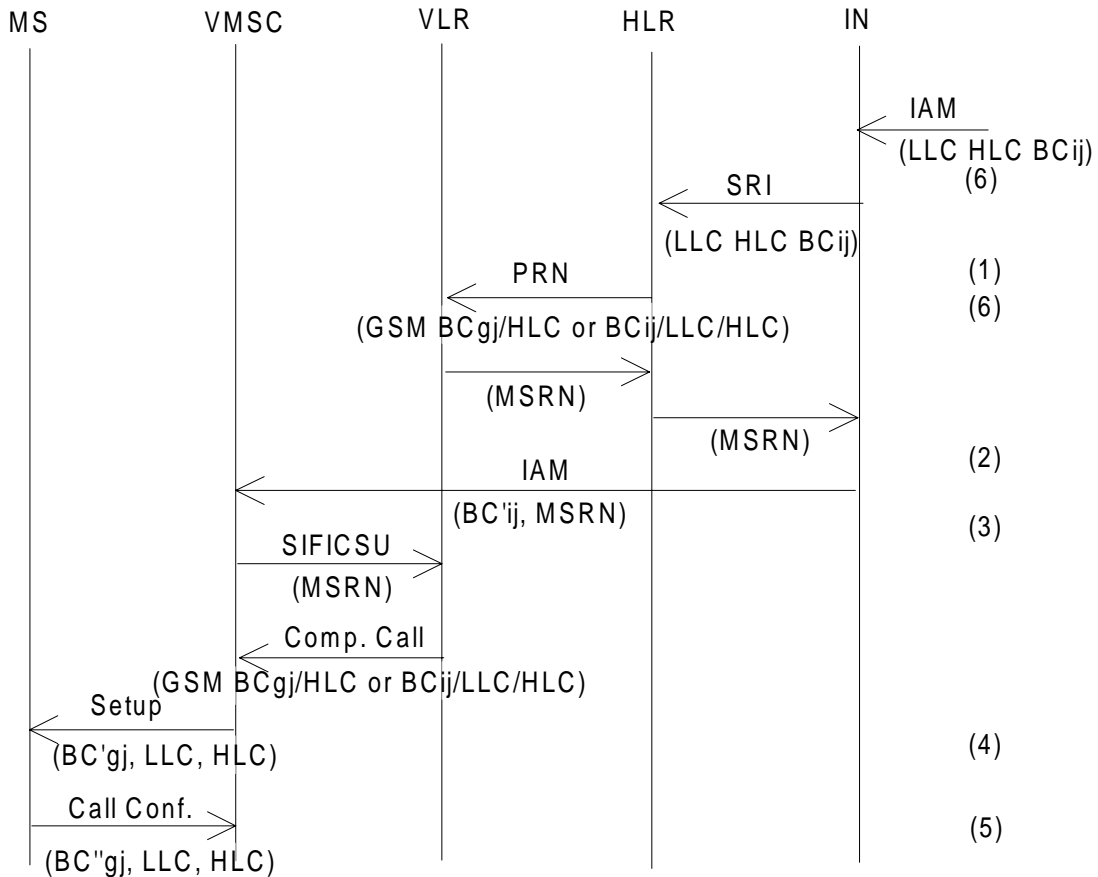 MS VMSC VLR HLR IN
IAM
(LLC HLC BCij)
(6)
SRI
(LLC HLC BCij)
(1)
PRN
(6)
(GSM BCgj/HLC or BCij/LLC/HLC)
(MSRN)
(MSRN)
(2)
IAM
(BC'ij, MSRN)
(3)
SIFICSU
(MSRN)
Comp. Call
(GSM BCgj/HLC or BCij/LLC/HLC)
Setup
(BC'gj, LLC, HLC)
(4)
Call Conf.
(5)
(BC''gj, LLC, HLC)